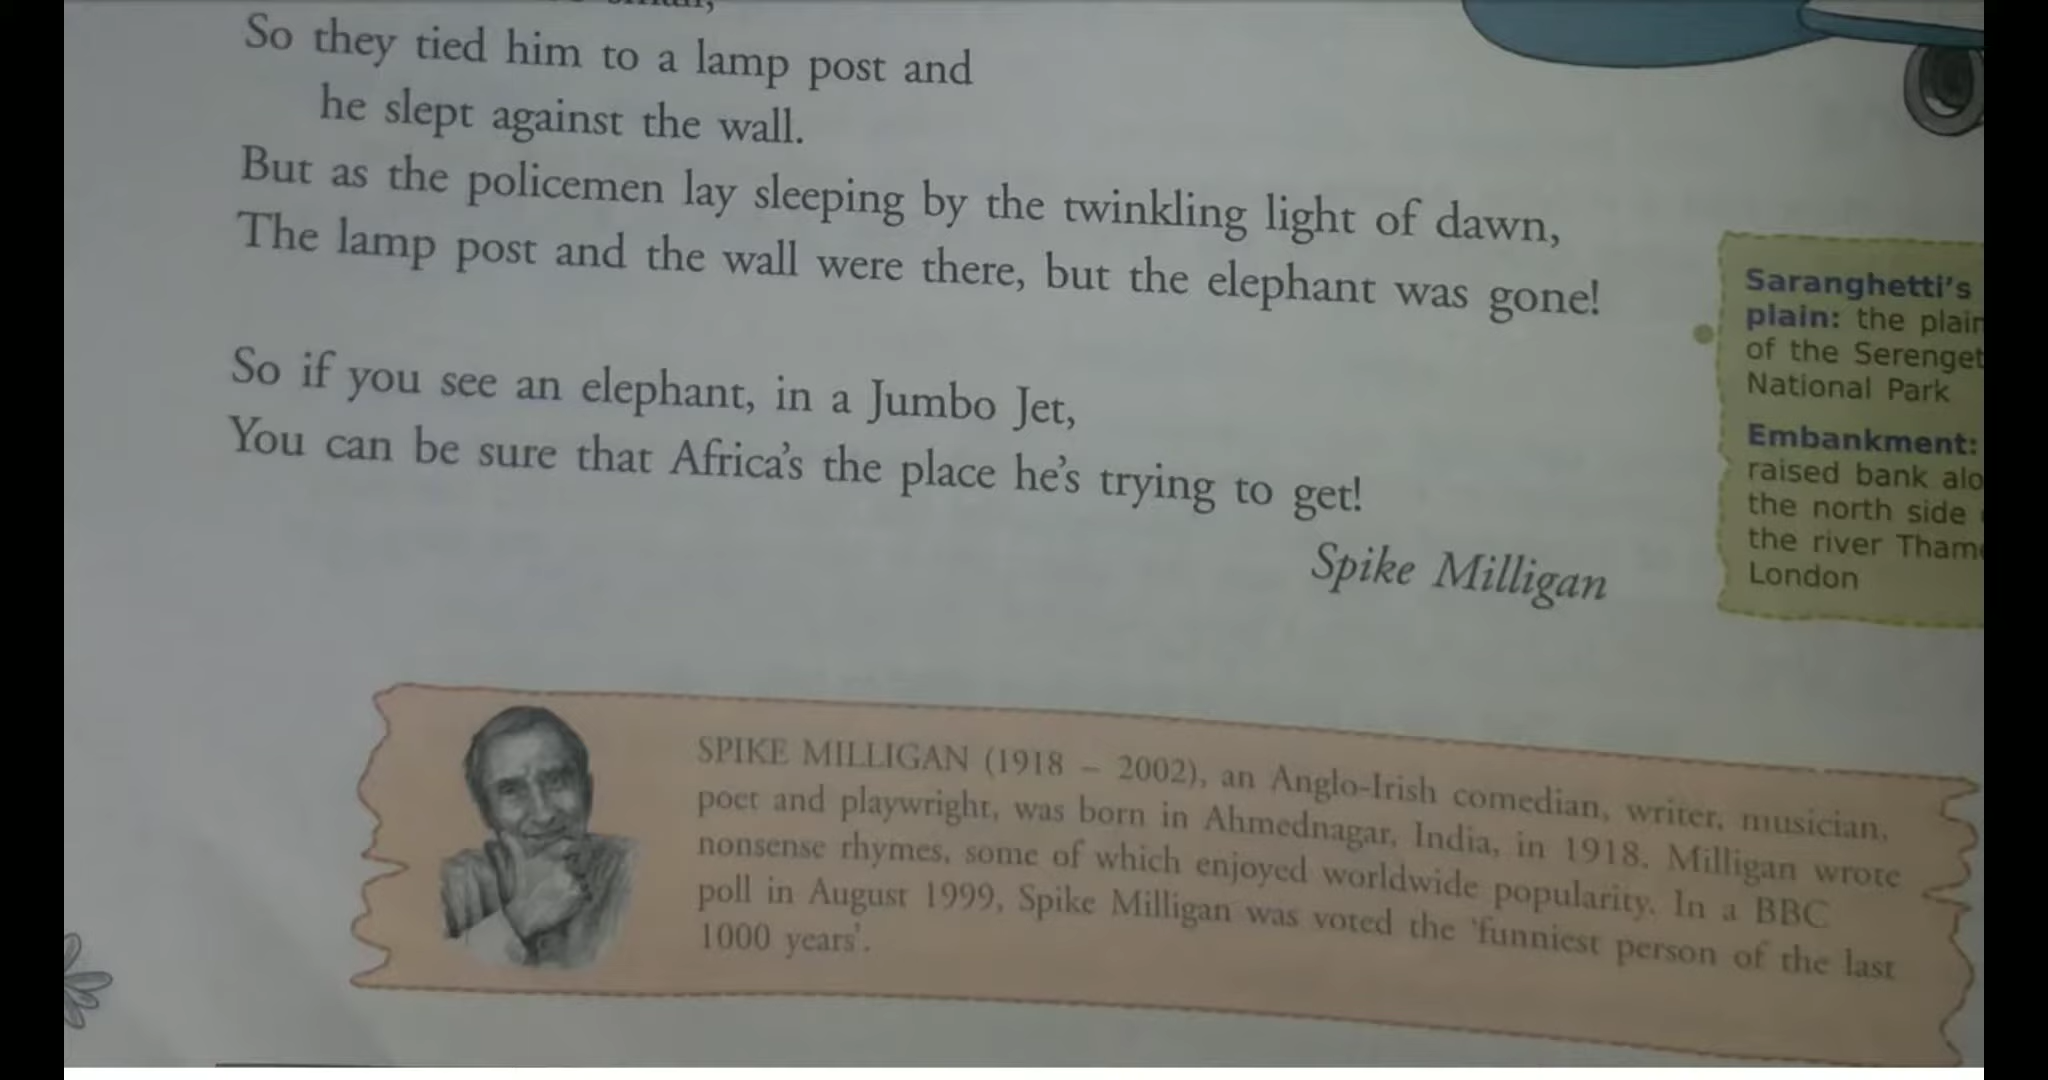 So they tied him to a lamp post and
he slept against the wall.
But as the policemen lay sleeping by the twinkling light of dawn,
The lamp post and the wall were there, but the elephant was gone!
So if you see an elephant, in a Jumbo Jet,
You can be sure that Africa's the place he's trying to get!
Spike Milligan
Saranghetti's
plain: the plain
of the Serenget
National Park
Embankment:
raised bank alo
the north side
the river Tham
London
SPIKE MILLIGAN (1918 – 2002), an Anglo-Irish comedian, writer, musician,
poet and playwright, was born in Ahmednagar, India, in 1918. Milligan wrote
nonsense rhymes, some of which enjoyed worldwide popularity. In a BBC
poll in August 1999, Spike Milligan was voted the 'funniest person of the last
1000 years'.